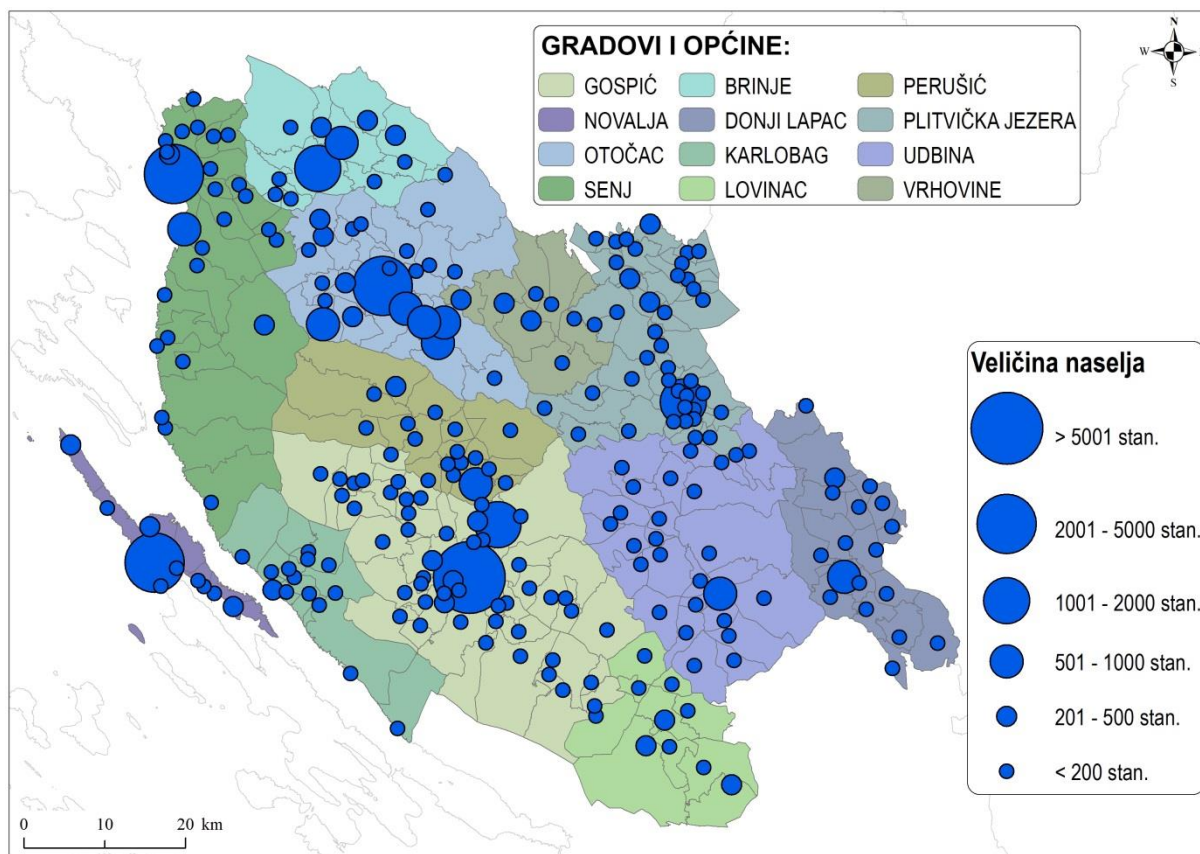 GRADOVI I OPĆINE:
GOSPIĆ BRINJE PERUŠIĆ
NOVALJA DONJI LAPAC PLITVIČKA JEZERA
OTOČAC KARLOBAG UDBINA
SENJ LOVINAC VRHOVINE
N
W E
S
Veličina naselja
> 5001 stan.
2001 - 5000 stan.
1001 - 2000 stan.
501 - 1000 stan.
201 - 500 stan.
< 200 stan.
0 10 20 km